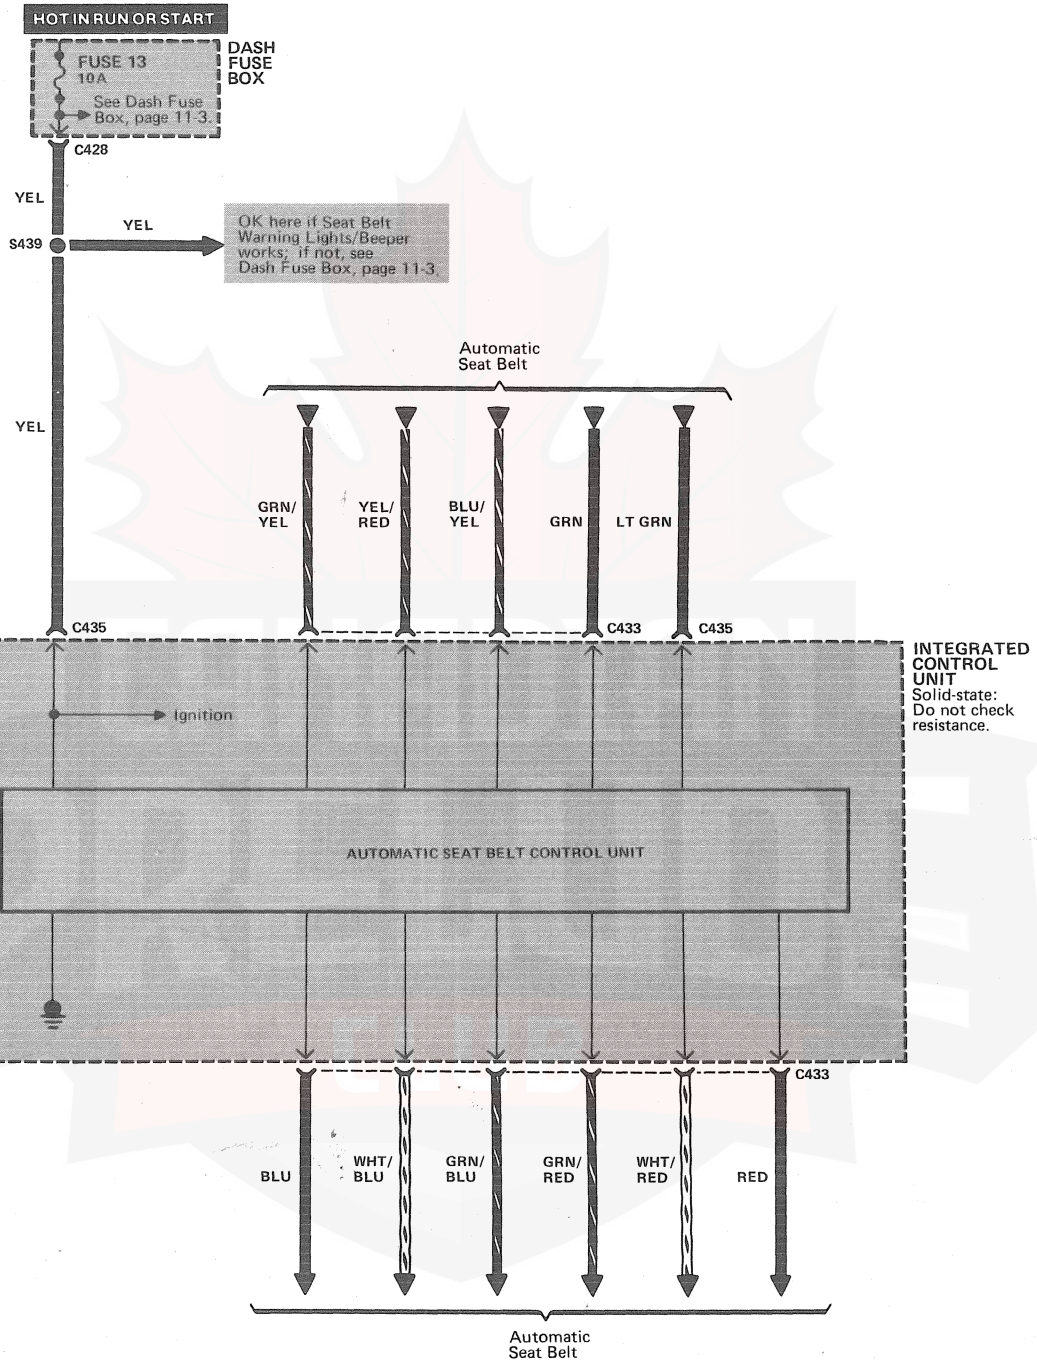 HOT IN RUN OR START
FUSE 13
10A
See Dash Fuse
Box, page 11-3.
DASH
FUSE
BOX
C428
YEL
YEL
S439
OK here if Seat Belt
Warning Lights/Beeper
works; if not, see
Dash Fuse Box, page 11-3.
Automatic
Seat Belt
YEL
GRN/
YEL
YEL/
RED
BLU/
YEL
GRN
LT GRN
C435
C433
C435
INTEGRATED
CONTROL
UNIT
Solid-state:
Do not check
resistance.
Ignition
AUTOMATIC SEAT BELT CONTROL UNIT
CLUB
C433
BLU
WHT/
BLU
GRN/
BLU
GRN/
RED
WHT/
RED
RED
Automatic
Seat Belt